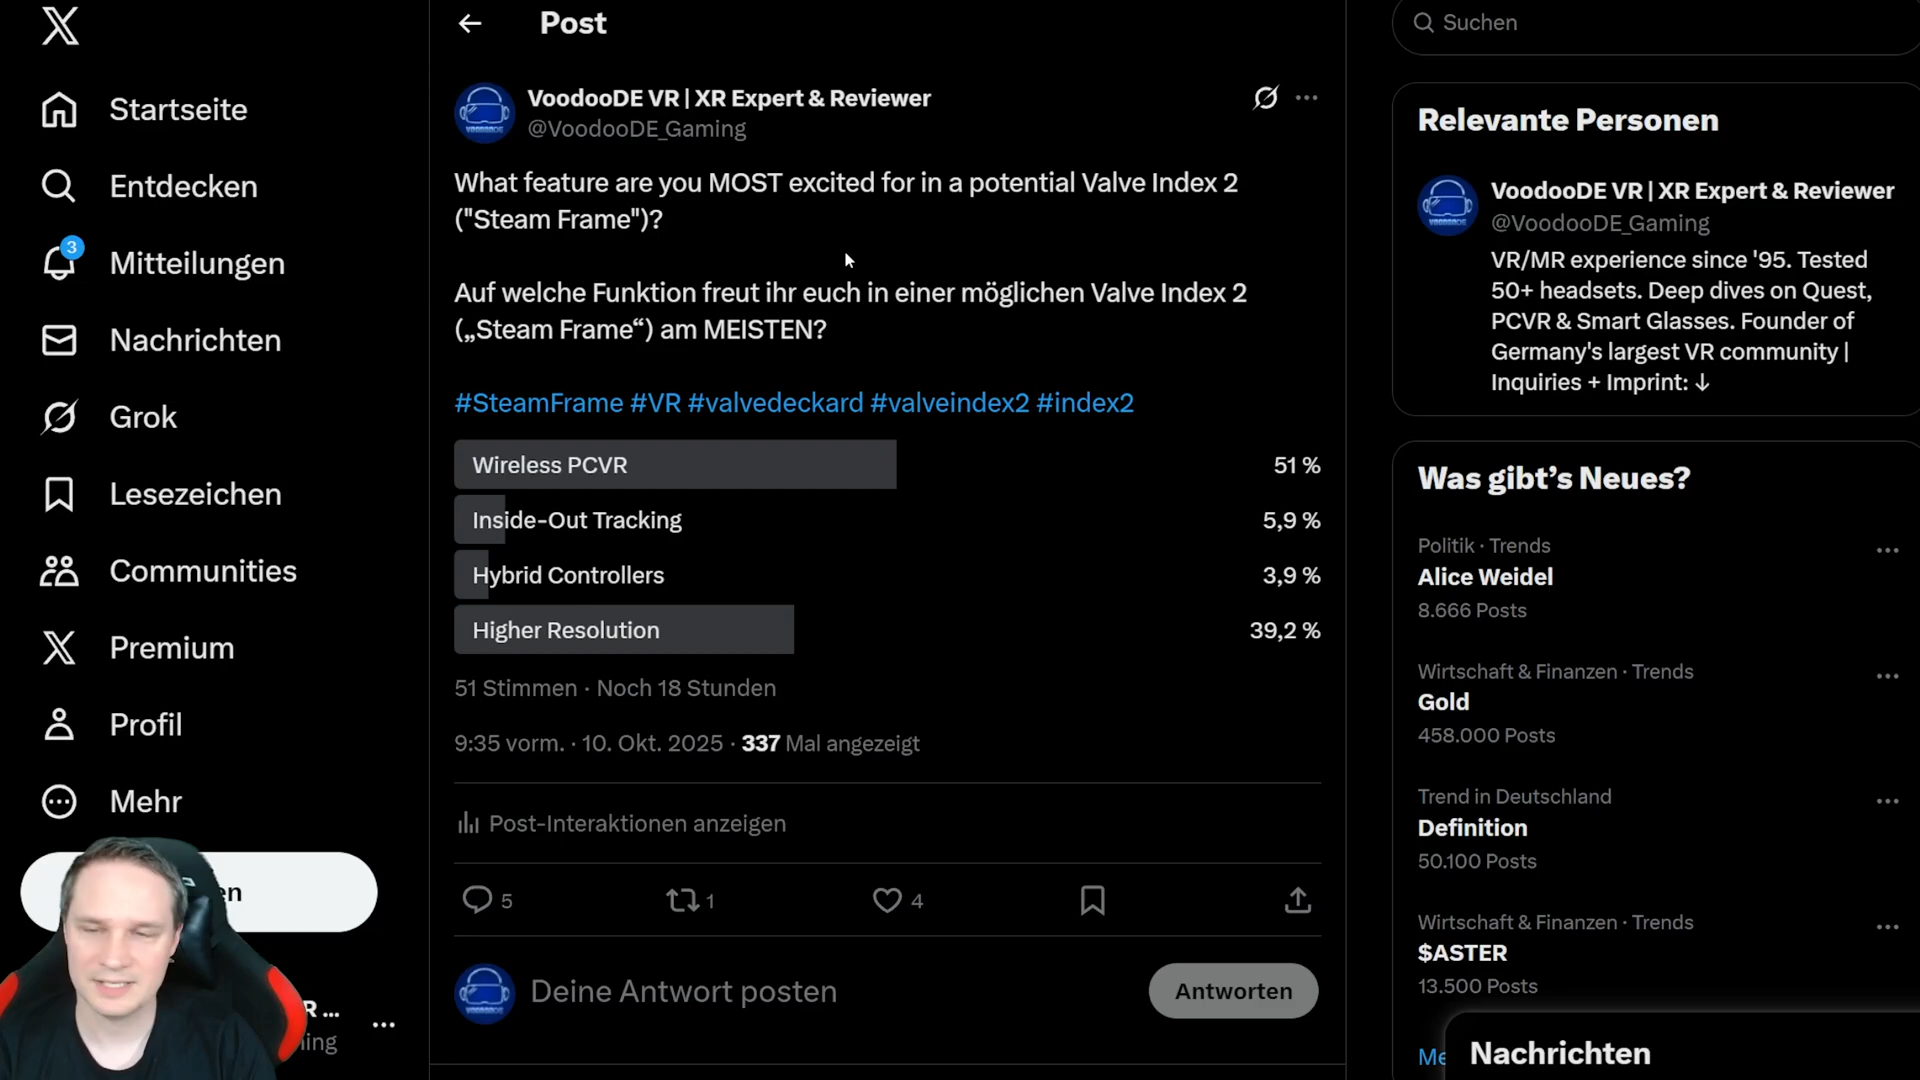 Startseite
Entdecken
3
Mitteilungen
Nachrichten
Grok
Lesezeichen
Communities
Premium
Profil
Mehr
en
R ...
ing
Post
VoodooDE VR | XR Expert & Reviewer
@VoodooDE_Gaming
What feature are you MOST excited for in a potential Valve Index 2
("Steam Frame")?
Auf welche Funktion freut ihr euch in einer möglichen Valve Index 2
(„Steam Frame“) am MEISTEN?
#SteamFrame #VR #valvedeckard #valveindex2 #index2
Wireless PCVR 51 %
Inside-Out Tracking 5,9 %
Hybrid Controllers 3,9 %
Higher Resolution 39,2 %
51 Stimmen · Noch 18 Stunden
9:35 vorm. · 10. Okt. 2025 · 337 Mal angezeigt
Post-Interaktionen anzeigen
5 1 4
Deine Antwort posten
Antworten
Suchen
Relevante Personen
VoodooDE VR | XR Expert & Reviewer
@VoodooDE_Gaming
VR/MR experience since '95. Tested
50+ headsets. Deep dives on Quest,
PCVR & Smart Glasses. Founder of
Germany's largest VR community |
Inquiries + Imprint: ↓
Was gibt’s Neues?
Politik · Trends
Alice Weidel
8.666 Posts
Wirtschaft & Finanzen · Trends
Gold
458.000 Posts
Trend in Deutschland
Definition
50.100 Posts
Wirtschaft & Finanzen · Trends
$ASTER
13.500 Posts
Me
Nachrichten